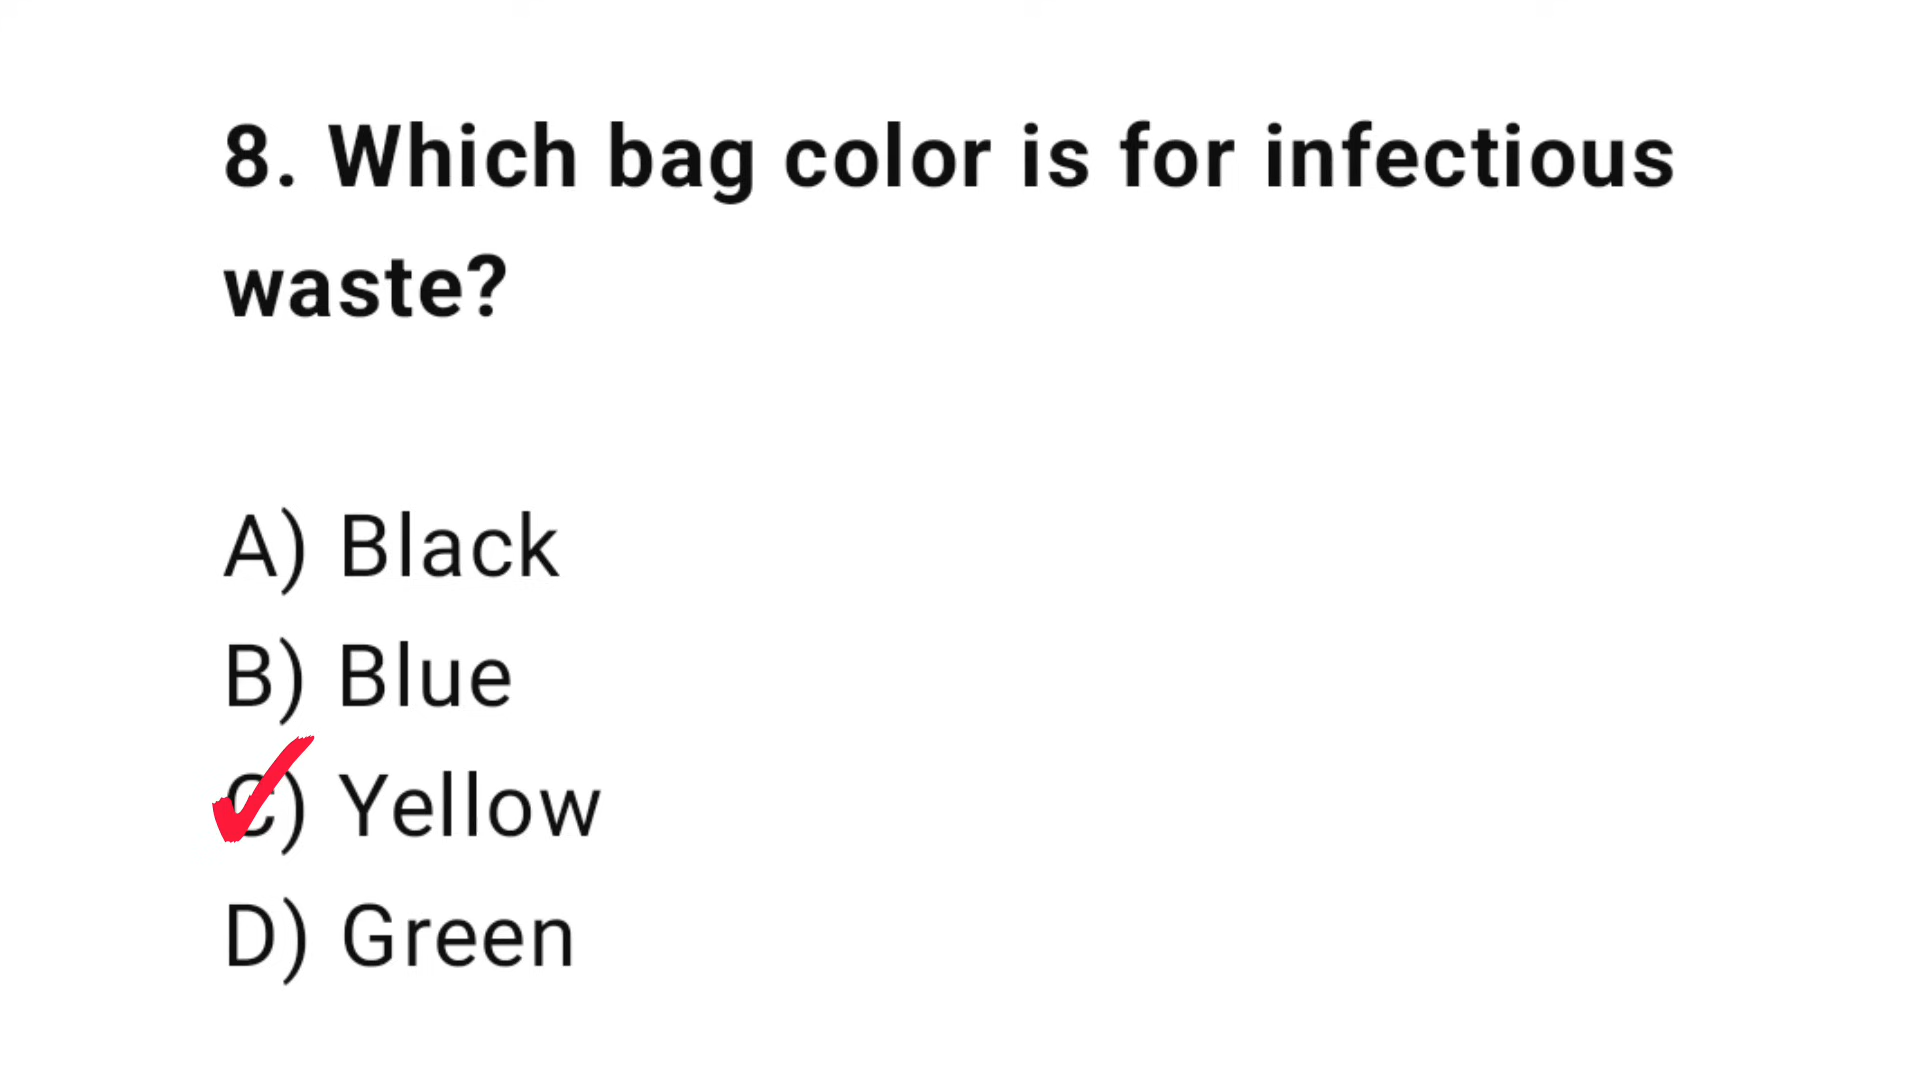 8. Which bag color is for infectious
waste?
A) Black
B) Blue
C) Yellow
D) Green